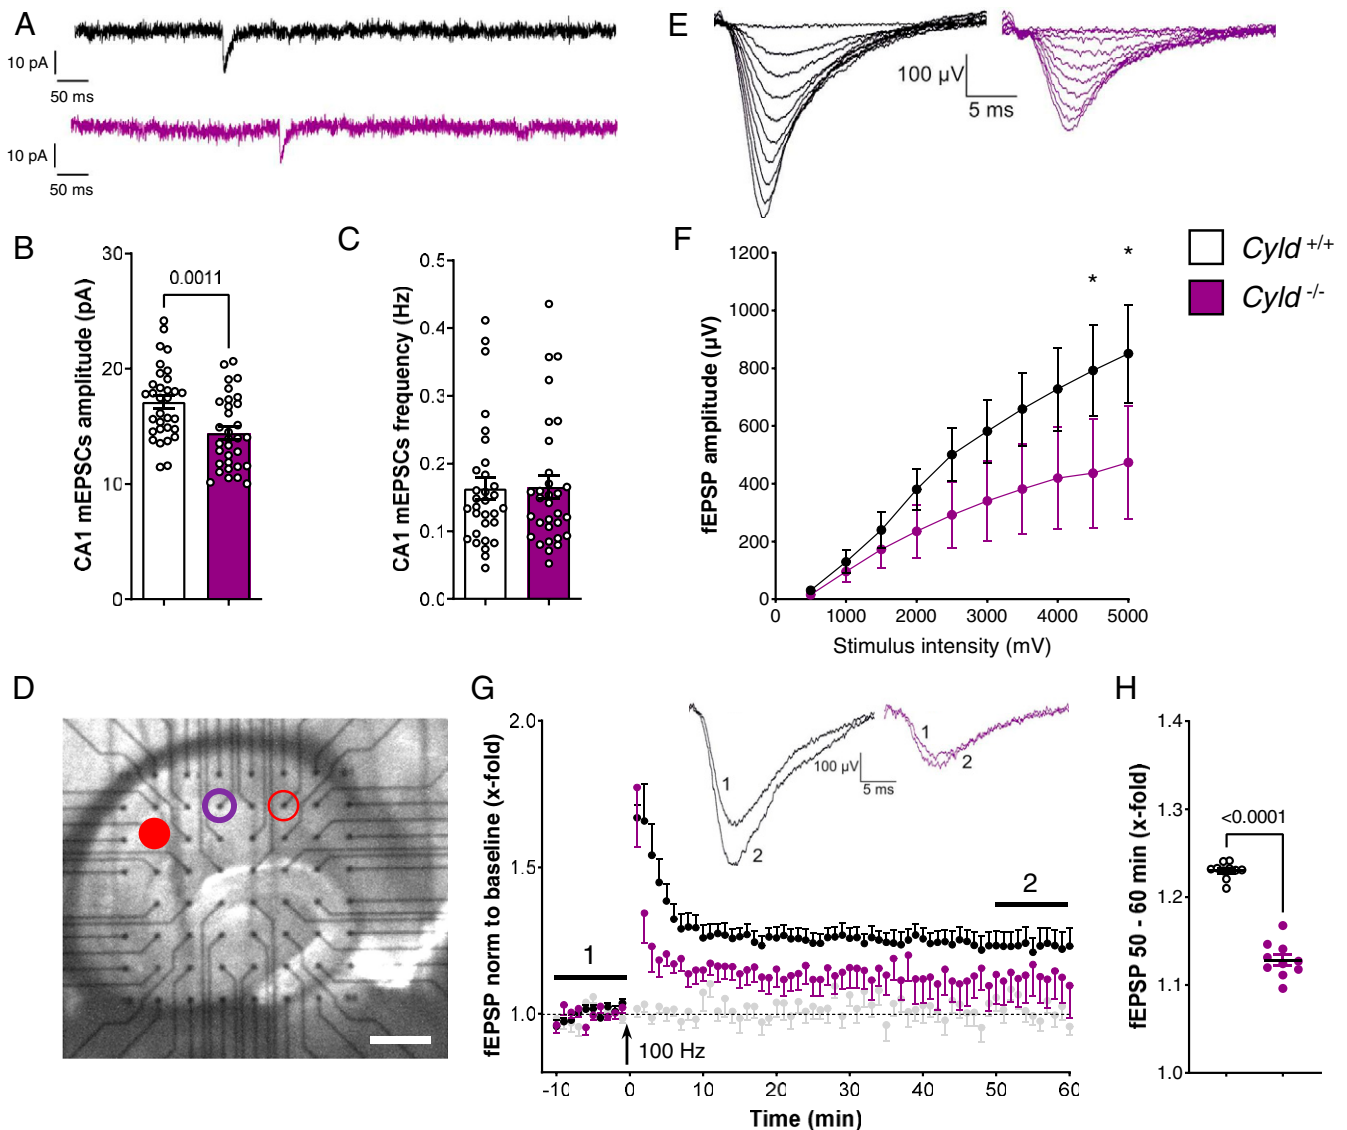 A
10 pA
50 ms
10 pA
50 ms
E
100 µV
5 ms
B
CA1 mEPSCs amplitude (pA)
30
20
10
0
0.0011
C
CA1 mEPSCs frequency (Hz)
0.5
0.4
0.3
0.2
0.1
0.0
F
fEPSP amplitude (µV)
1200
1000
800
600
400
200
0
* *
0 1000 2000 3000 4000 5000
Stimulus intensity (mV)
Cyld +/+
Cyld -/-
D
G
fEPSP norm to baseline (x-fold)
2.0
1.5
1.0
1
2
100 µV
5 ms
1
2
1
2
100 Hz
-10 0 10 20 30 40 50 60
Time (min)
H
fEPSP 50 - 60 min (x-fold)
1.4
1.3
1.2
1.1
1.0
<0.0001